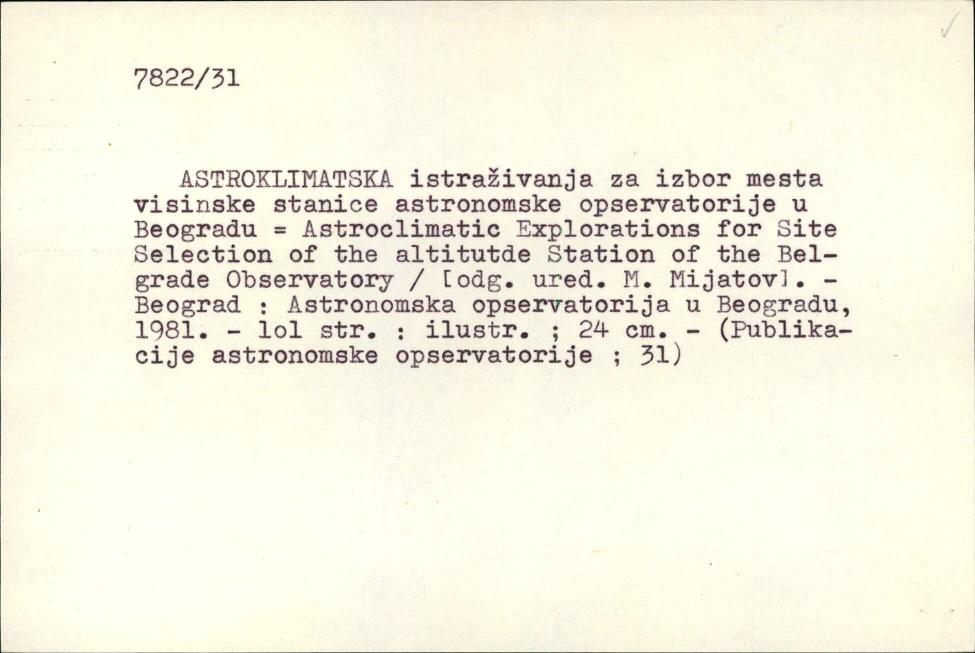 7822/31
ASTROKLIMATSKA istraživanja za izbor mesta
visinske stanice astronomske opservatorije u
Beogradu = Astroclimatic Explorations for Site
Selection of the altitutde Station of the Bel-
grade Observatory / [odg. ured. M. Mijatov]. -
Beograd : Astronomska opservatorija u Beogradu,
1981. - lol str. : ilustr. ; 24 cm. - (Publika-
cije astronomske opservatorije ; 31)